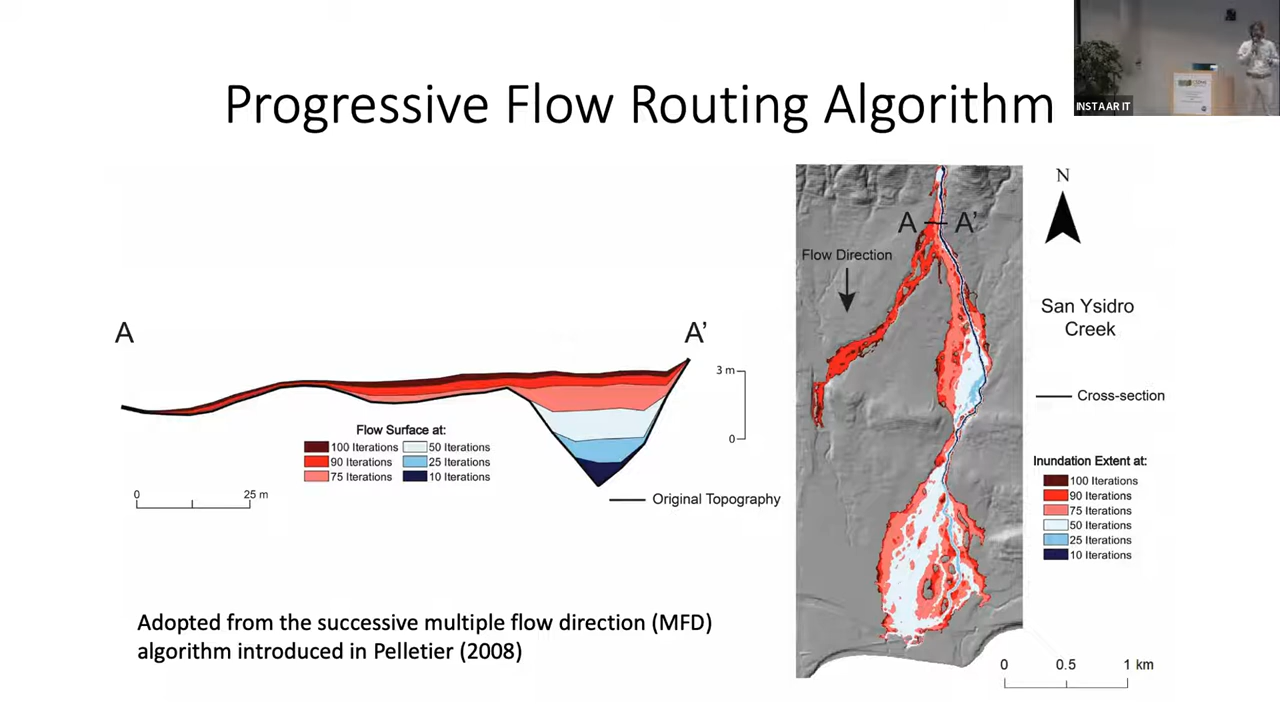 Progressive Flow Routing Algorithm
INSTAAR IT
A
A'
3 m
0
Flow Surface at:
100 Iterations
50 Iterations
90 Iterations
25 Iterations
75 Iterations
10 Iterations
0
25 m
Original Topography
Adopted from the successive multiple flow direction (MFD)
algorithm introduced in Pelletier (2008)
A
A'
Flow Direction
N
San Ysidro
Creek
Cross-section
Inundation Extent at:
100 Iterations
90 Iterations
75 Iterations
50 Iterations
25 Iterations
10 Iterations
0
0.5
1 km